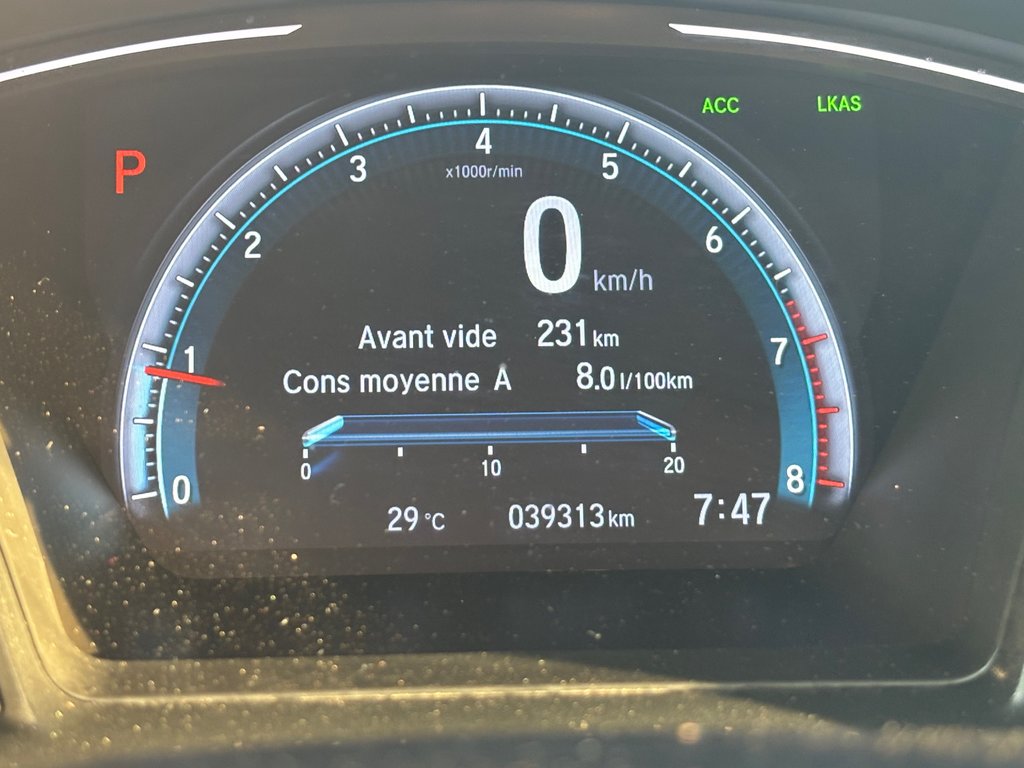 ACC LKAS
P
0 1 2 3 4 5 6 7 8
x1000r/min
0 km/h
Avant vide 231 km
Cons moyenne A 8.0 l/100km
0 10 20
29 °C 039313 km 7:47